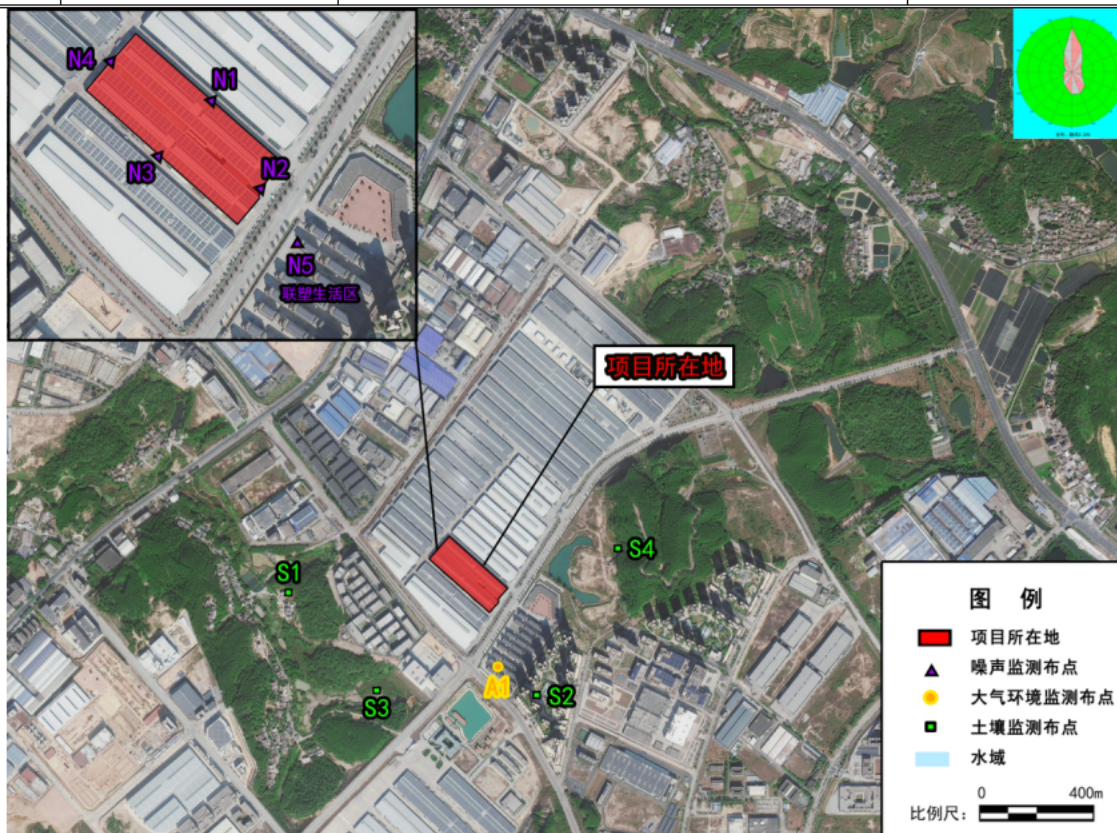 N4
N1
N3
N2
N5
联塑生活区
项目所在地
S1
S4
S3
A1
S2
图 例
项目所在地
噪声监测布点
大气环境监测布点
土壤监测布点
水域
比例尺：
0 400m